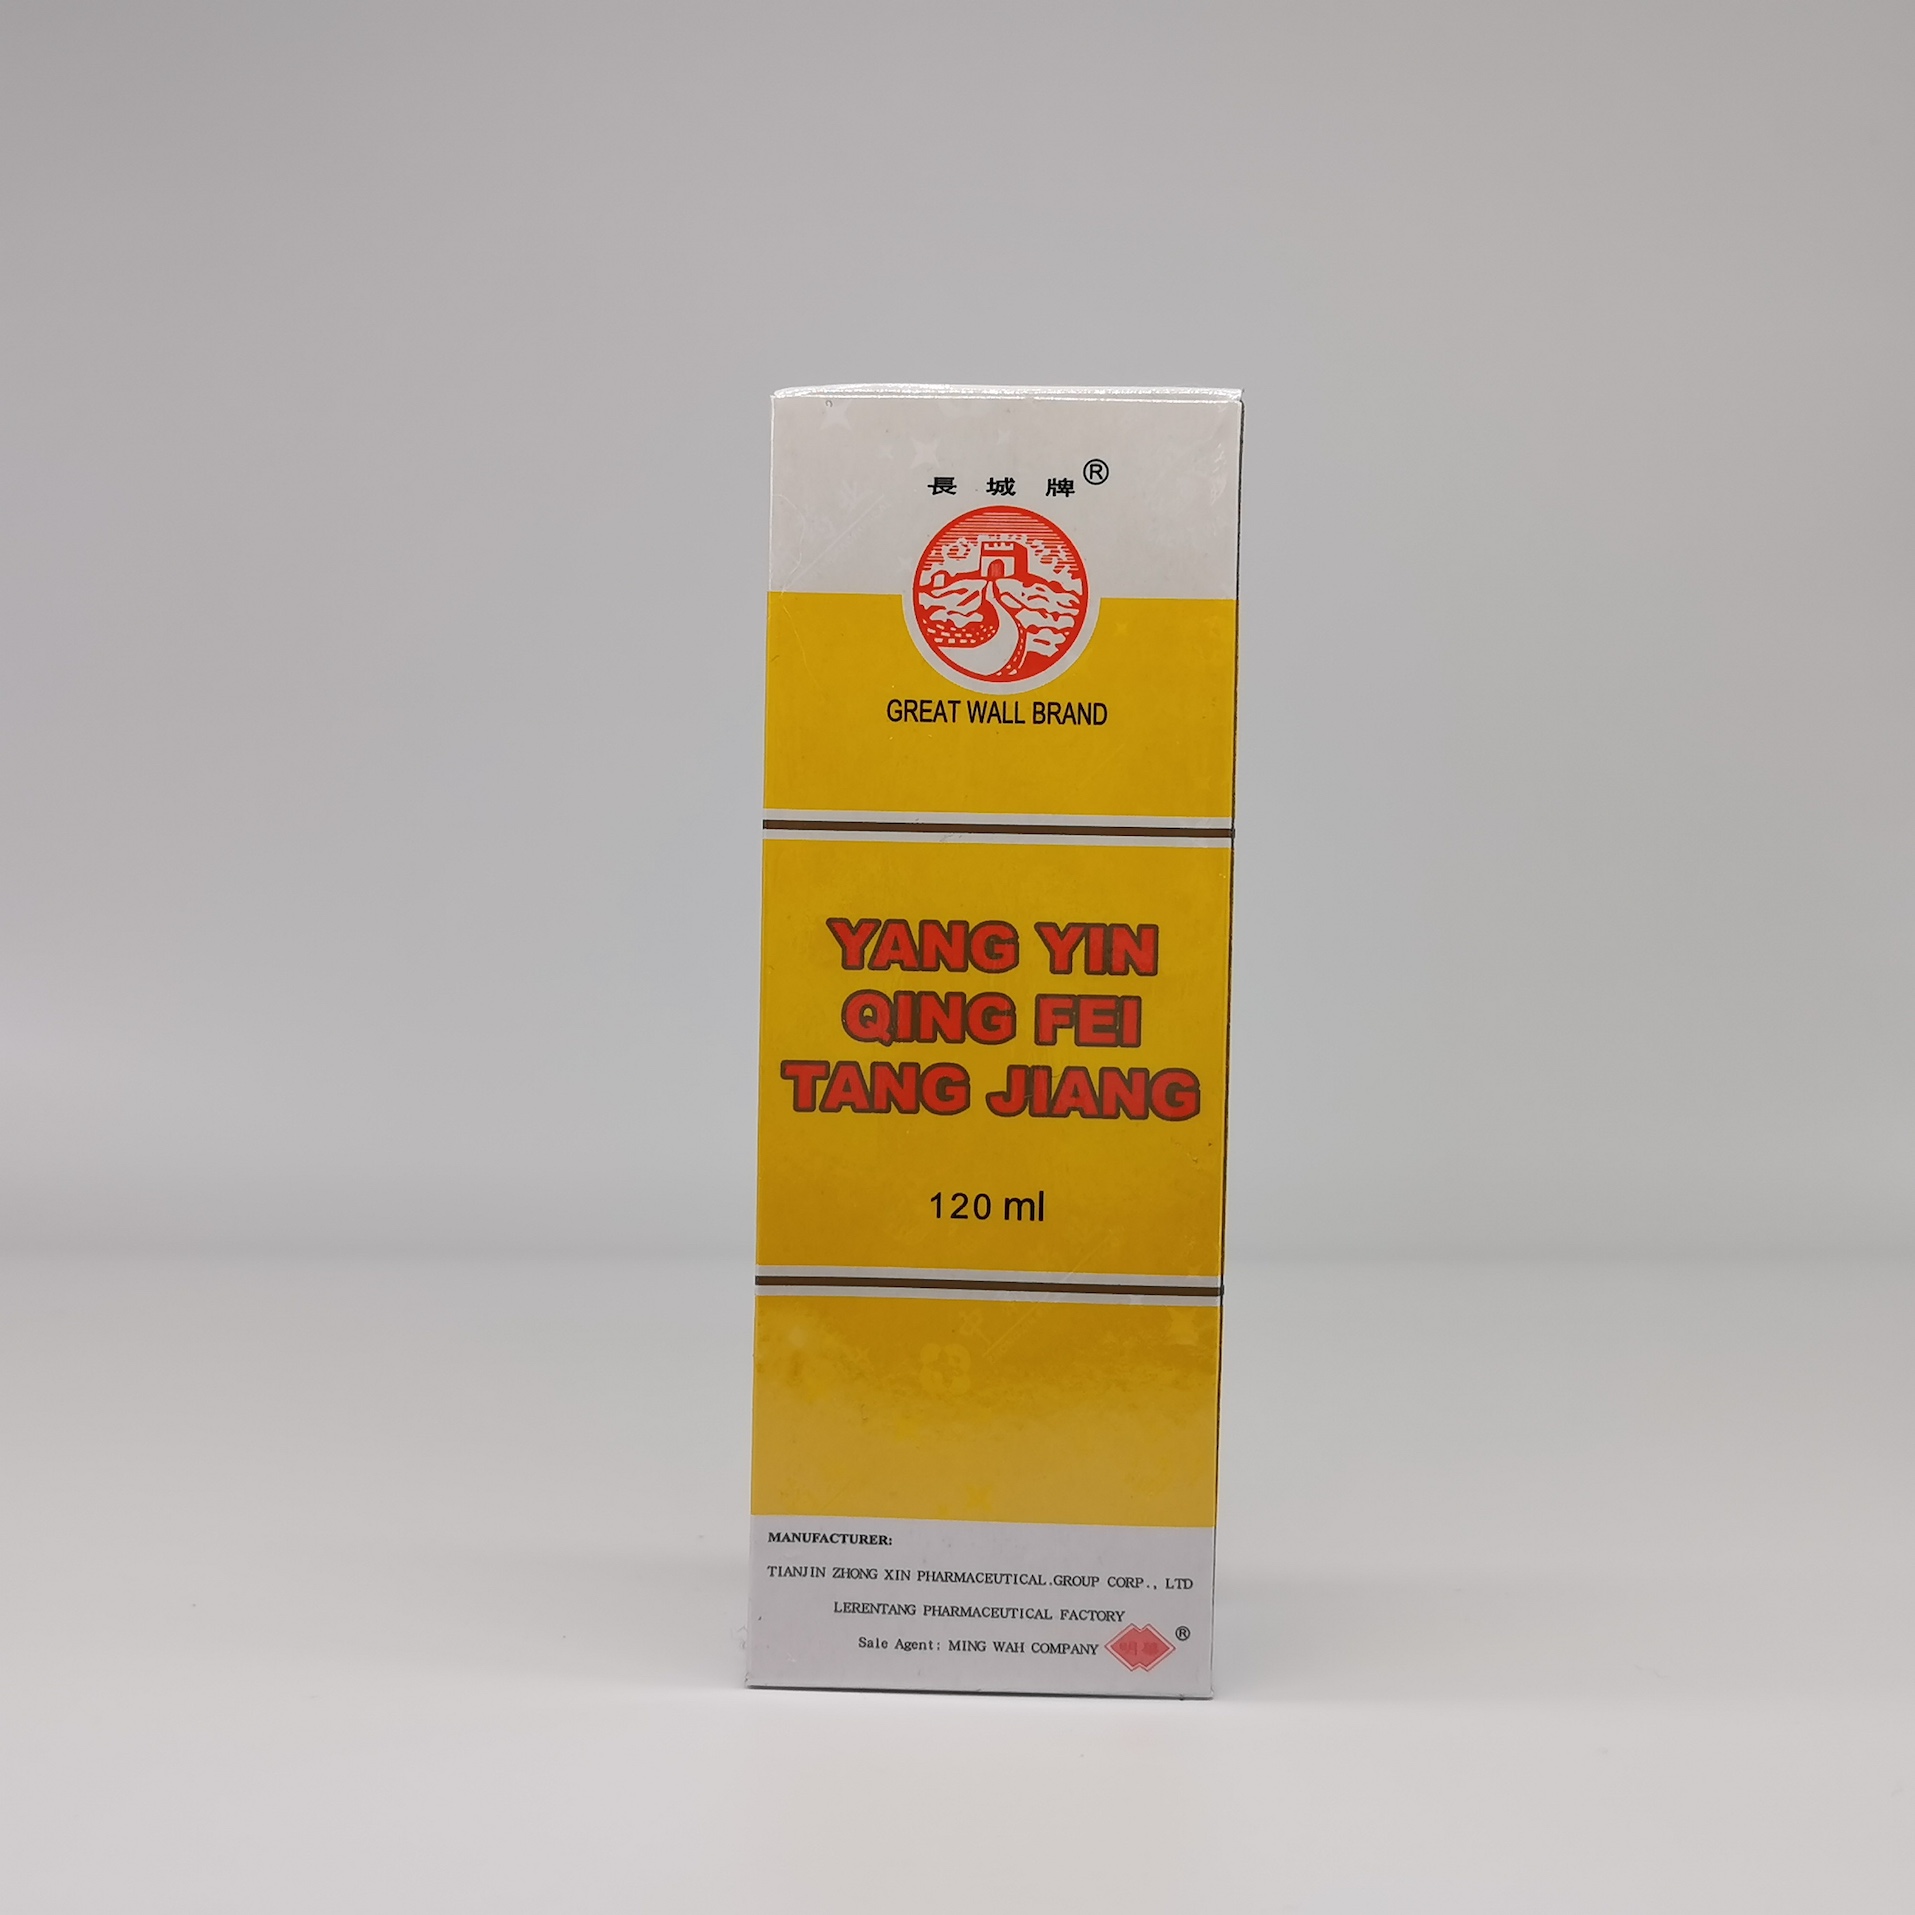 長城牌®
GREAT WALL BRAND
YANG YIN
QING FEI
TANG JIANG
120 ml
MANUFACTURER:
TIANJIN ZHONG XIN PHARMACEUTICAL.GROUP CORP., LTD
LERENTANG PHARMACEUTICAL FACTORY
Sale Agent: MING WAH COMPANY ®